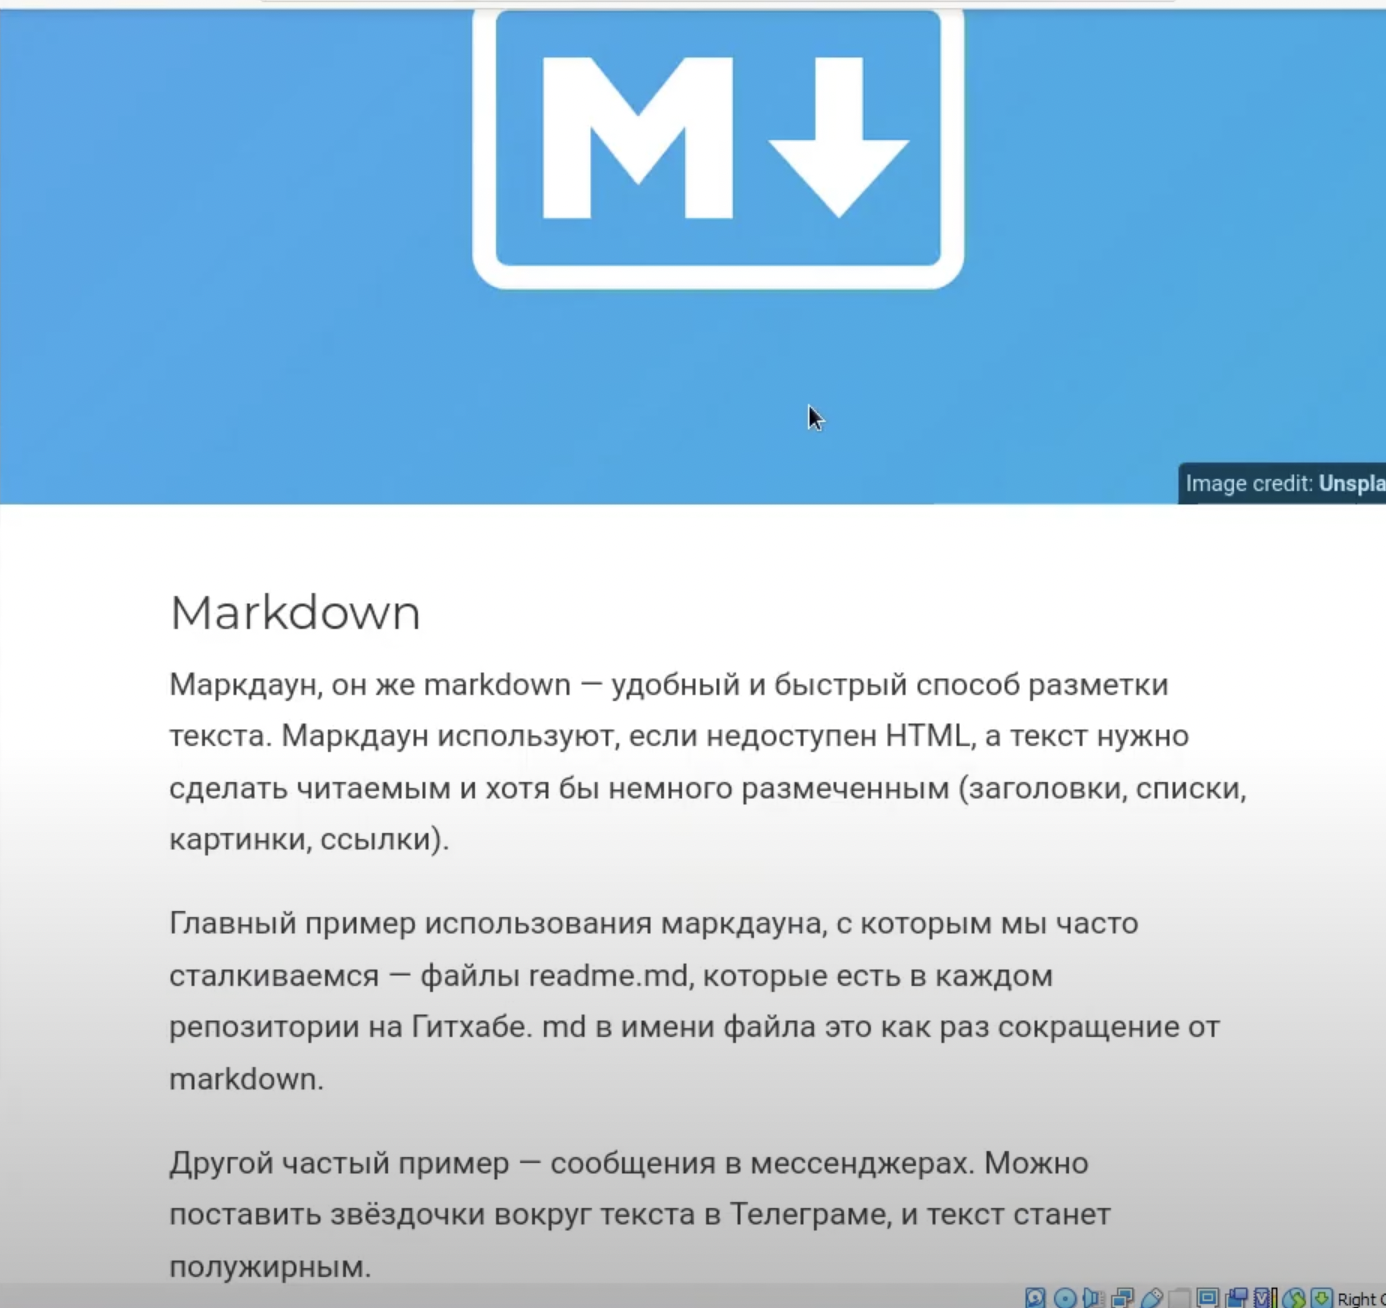 M
Image credit:
Markdown
Маркдаун, он же markdown — удобный и быстрый способ разметки
текста. Маркдаун используют, если недоступен HTML, а текст нужно
сделать читаемым и хотя бы немного размеченным (заголовки, списки,
картинки, ссылки).
Главный пример использования маркдауна, с которым мы часто
сталкиваемся — файлы readme.md, которые есть в каждом
репозитории на Гитхабе. md в имени файла это как раз сокращение от
markdown.
Другой частый пример — сообщения в мессенджерах. Можно
поставить звёздочки вокруг текста в Телеграме, и текст станет
полужирным.
Right